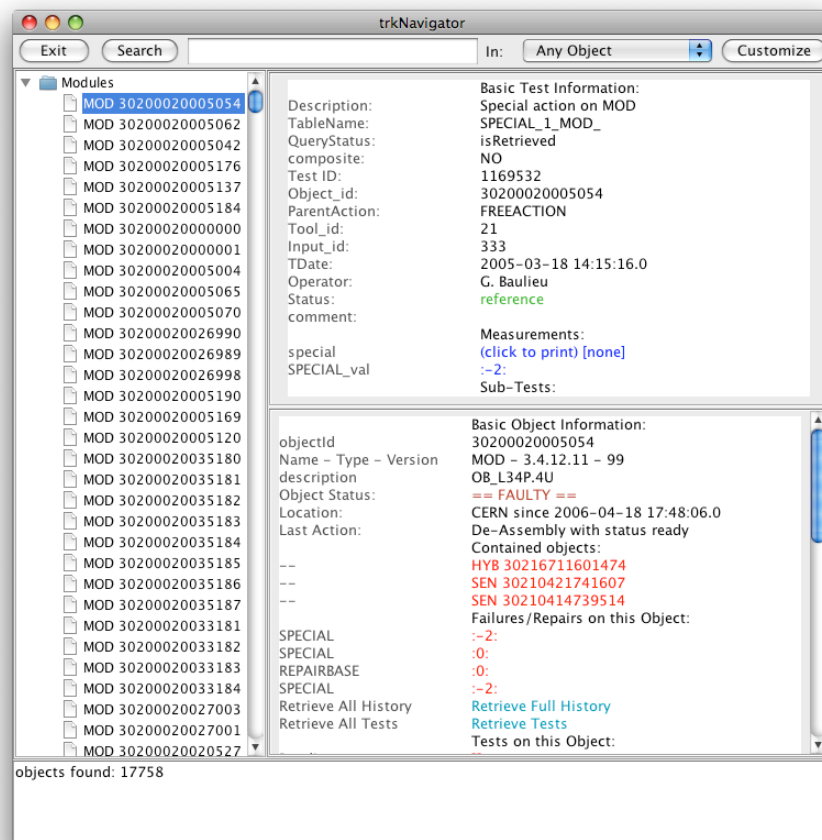 trkNavigator
Exit Search In: Any Object Customize
Modules
MOD 30200020005054
MOD 30200020005062
MOD 30200020005042
MOD 30200020005176
MOD 30200020005137
MOD 30200020005184
MOD 30200020000000
MOD 30200020000001
MOD 30200020005004
MOD 30200020005065
MOD 30200020005070
MOD 30200020026990
MOD 30200020026989
MOD 30200020026998
MOD 30200020005190
MOD 30200020005169
MOD 30200020005120
MOD 30200020035180
MOD 30200020035181
MOD 30200020035182
MOD 30200020035183
MOD 30200020035184
MOD 30200020035185
MOD 30200020035186
MOD 30200020035187
MOD 30200020033181
MOD 30200020033182
MOD 30200020033183
MOD 30200020033184
MOD 30200020027003
MOD 30200020027001
MOD 30200020020527
Basic Test Information:
Description: Special action on MOD
TableName: SPECIAL_1_MOD_
QueryStatus: isRetrieved
composite: NO
Test ID: 1169532
Object_id: 30200020005054
ParentAction: FREEACTION
Tool_id: 21
Input_id: 333
TDate: 2005-03-18 14:15:16.0
Operator: G. Baulieu
Status: reference
comment:
Measurements:
special (click to print) [none]
SPECIAL_val :-2:
Sub-Tests:
Basic Object Information:
objectId 30200020005054
Name - Type - Version MOD - 3.4.12.11 - 99
description OB_L34P.4U
Object Status: == FAULTY ==
Location: CERN since 2006-04-18 17:48:06.0
Last Action: De-Assembly with status ready
Contained objects:
-- HYB 30216711601474
-- SEN 30210421741607
-- SEN 30210414739514
Failures/Repairs on this Object:
SPECIAL :-2:
SPECIAL :0:
REPAIRBASE :0:
SPECIAL :-2:
Retrieve All History Retrieve Full History
Retrieve All Tests Retrieve Tests
Tests on this Object:
objects found: 17758